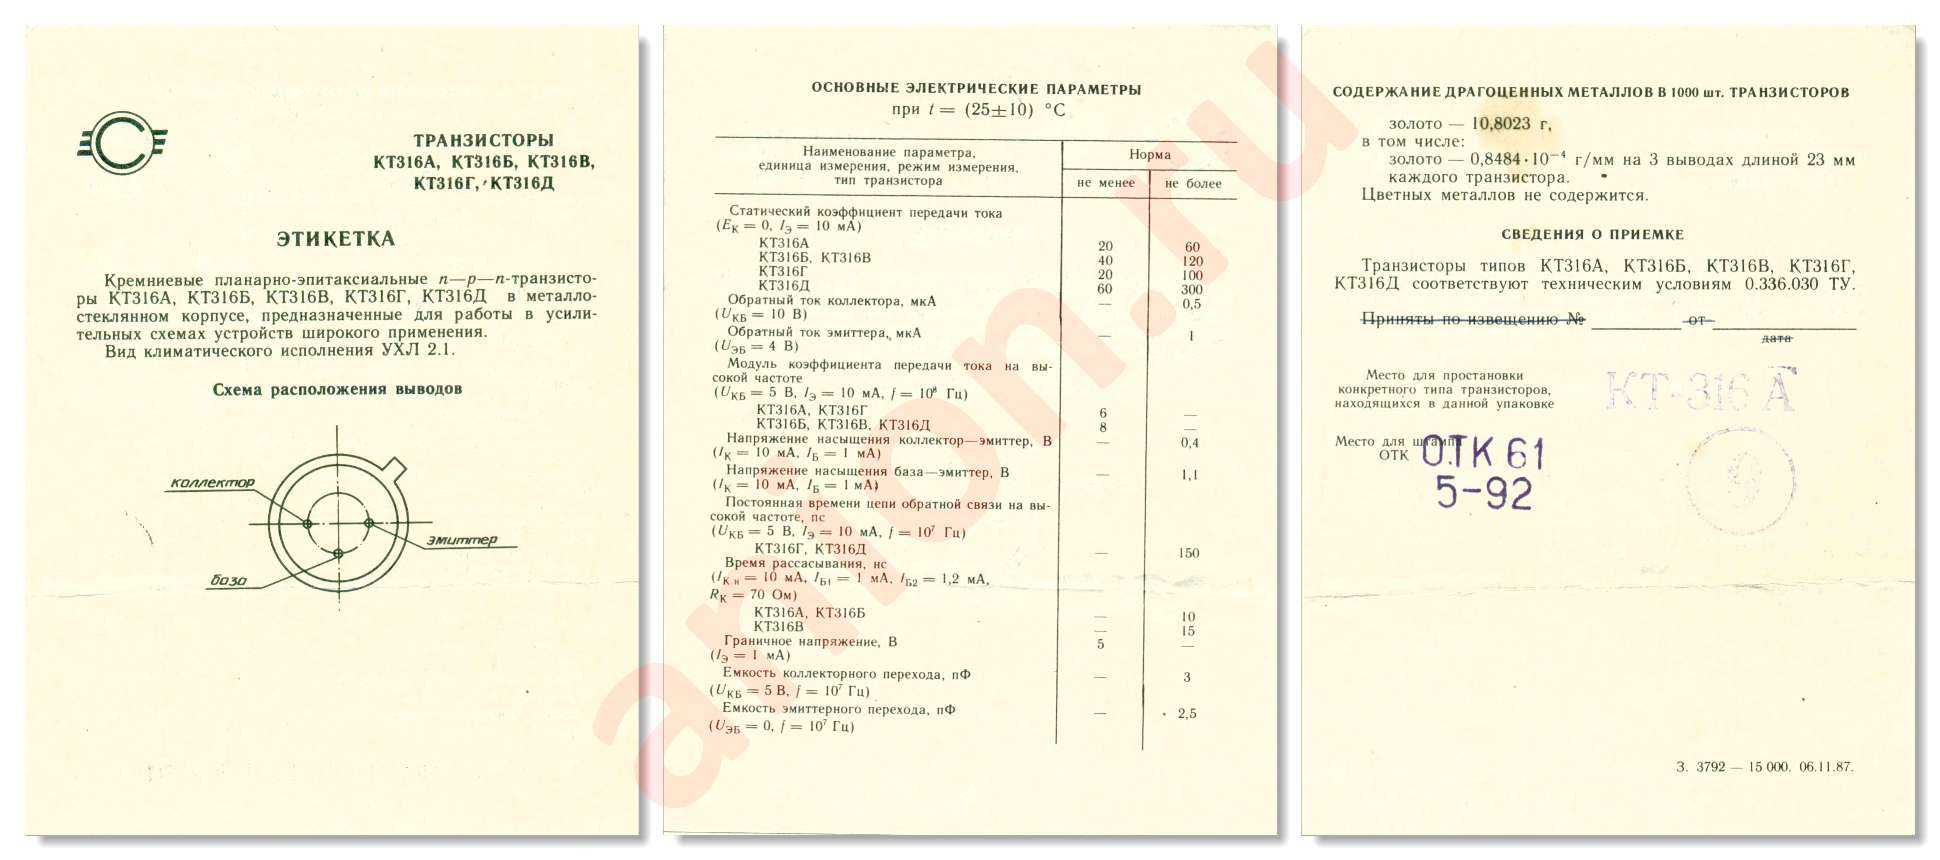 ТРАНЗИСТОРЫ
КТ316А, КТ316Б, КТ316В,
КТ316Г, КТ316Д
ЭТИКЕТКА
Кремниевые планарно-эпитаксиальные n—p—n-транзисто-
ры КТ316А, КТ316Б, КТ316В, КТ316Г, КТ316Д в металло-
стеклянном корпусе, предназначенные для работы в усили-
тельных схемах устройств широкого применения.
Вид климатического исполнения УХЛ 2.1.
Схема расположения выводов
коллектор
эмиттер
база
ОСНОВНЫЕ ЭЛЕКТРИЧЕСКИЕ ПАРАМЕТРЫ
при t = (25±10) °С
Наименование параметра, единица измерения, режим измерения, тип транзистора
Норма
не менее не более
Статический коэффициент передачи тока
(EК = 0, IЭ = 10 мА)
КТ316А 20 60
КТ316Б, КТ316В 40 120
КТ316Г 20 100
КТ316Д 60 300
Обратный ток коллектора, мкА — 0,5
(UКБ = 10 В)
Обратный ток эмиттера, мкА — 1
(UЭБ = 4 В)
Модуль коэффициента передачи тока на вы-
сокой частоте
(UКБ = 5 В, IЭ = 10 мА, f = 10⁸ Гц)
КТ316А, КТ316Г 6 —
КТ316Б, КТ316В, КТ316Д 8 —
Напряжение насыщения коллектор—эмиттер, В — 0,4
(IК = 10 мА, IБ = 1 мА)
Напряжение насыщения база—эмиттер, В — 1,1
(IК = 10 мА, IБ = 1 мА)
Постоянная времени цепи обратной связи на вы-
сокой частоте, пс
(UКБ = 5 В, IЭ = 10 мА, f = 10⁷ Гц)
КТ316Г, КТ316Д — 150
Время рассасывания, нс
(IК н = 10 мА, IБ1 = 1 мА, IБ2 = 1,2 мА,
RК = 70 Ом)
КТ316А, КТ316Б — 10
КТ316В — 15
Граничное напряжение, В 5 —
(IЭ = 1 мА)
Емкость коллекторного перехода, пФ — 3
(UКБ = 5 В, f = 10⁷ Гц)
Емкость эмиттерного перехода, пФ — 2,5
(UЭБ = 0, f = 10⁷ Гц)
amon.ru
СОДЕРЖАНИЕ ДРАГОЦЕННЫХ МЕТАЛЛОВ В 1000 шт. ТРАНЗИСТОРОВ
золото — 10,8023 г,
в том числе:
золото — 0,8484·10⁻⁴ г/мм на 3 выводах длиной 23 мм
каждого транзистора.
Цветных металлов не содержится.
СВЕДЕНИЯ О ПРИЕМКЕ
Транзисторы типов КТ316А, КТ316Б, КТ316В, КТ316Г,
КТ316Д соответствуют техническим условиям 0.336.030 ТУ.
Приняты по извещению № от
дата
Место для простановки
конкретного типа транзисторов,
находящихся в данной упаковке
КТ-316 А
Место для штампа
ОТК
ОТК 61
5-92
З. 3792 — 15 000. 06.11.87.